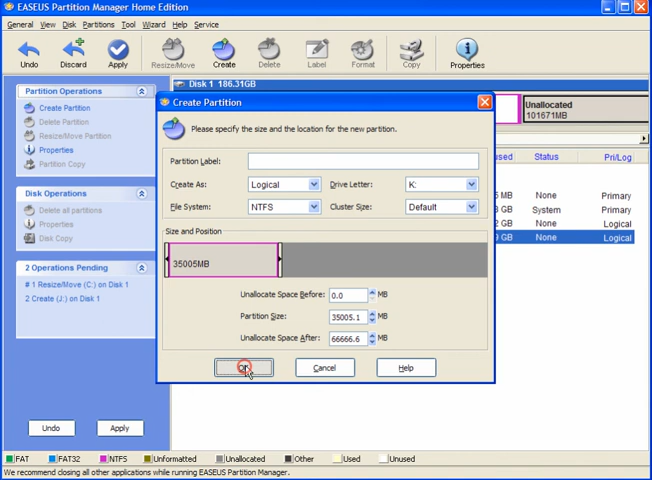 EASEUS Partition Manager Home Edition
General View Disk Partitions Tool Wizard Help Service
Undo Discard Apply Resize/Move Create Delete Label Format Copy Properties
Partition Operations
Create Partition
Delete Partition
Resize/Move Partition
Properties
Partition Copy
Disk Operations
Delete all partitions
Properties
Disk Copy
2 Operations Pending
# 1 Resize/Move (C:) on Disk 1
2 Create (J:) on Disk 1
Undo Apply
Disk 1 186.31GB
Unallocated
101671MB
used Status Pri/Log
MB None Primary
GB System Primary
GB None Logical
GB None Logical
Create Partition
Please specify the size and the location for the new partition.
Partition Label:
Create As: Logical Drive Letter: K:
File System: NTFS Cluster Size: Default
Size and Position
35005MB
Unallocate Space Before: 0.0 MB
Partition Size: 35005.1 MB
Unallocate Space After: 66666.6 MB
Cancel Help
FAT FAT32 NTFS Unformatted Unallocated Other Used Unused
We recommend closing all other applications while running EASEUS Partition Manager.